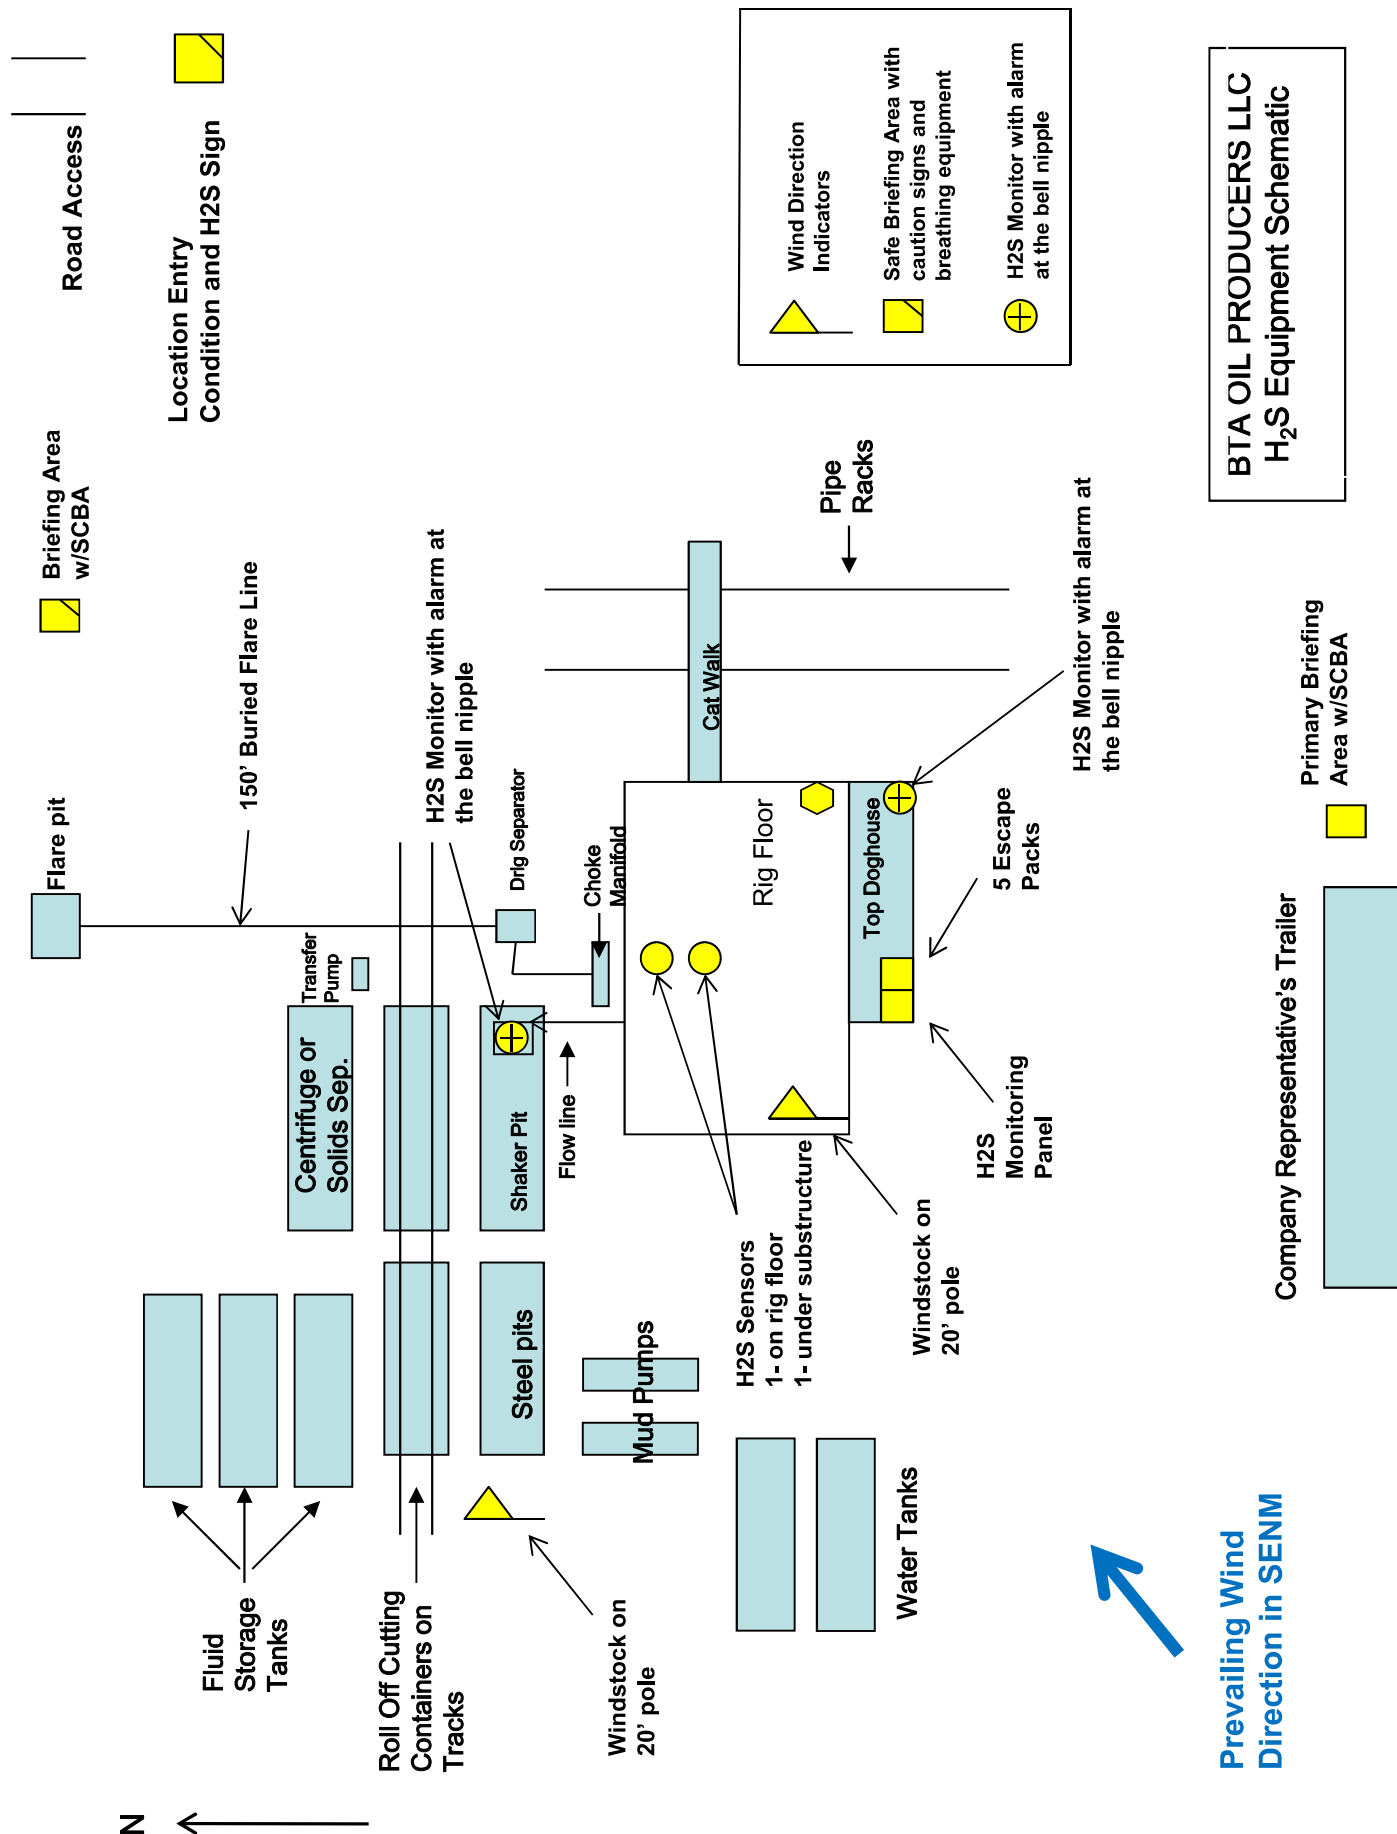 Road Access
Location Entry
Condition and H2S Sign
Briefing Area
w/SCBA
Flare pit
150' Buried Flare Line
H2S Monitor with alarm at
the bell nipple
Drlg Separator
Choke
Manifold
Transfer
Pump
Centrifuge or
Solids Sep.
Shaker Pit
Flow line
Steel pits
Mud Pumps
Fluid
Storage
Tanks
Roll Off Cutting
Containers on
Tracks
Windstock on
20' pole
N
Wind Direction
Indicators
Safe Briefing Area with
caution signs and
breathing equipment
H2S Monitor with alarm
at the bell nipple
Pipe
Racks
Cat Walk
Rig Floor
Top Doghouse
H2S Monitor with alarm at
the bell nipple
5 Escape
Packs
H2S
Monitoring
Panel
H2S Sensors
1- on rig floor
1- under substructure
Windstock on
20' pole
Water Tanks
BTA OIL PRODUCERS LLC
H2S Equipment Schematic
Primary Briefing
Area w/SCBA
Company Representative's Trailer
Prevailing Wind
Direction in SENM